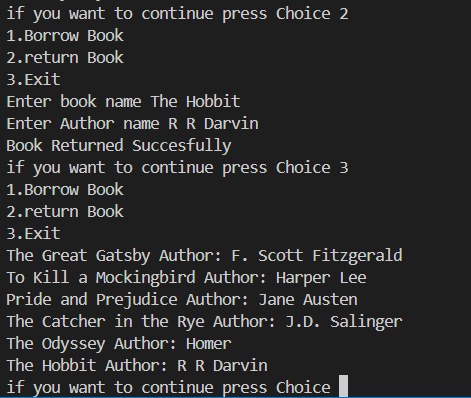 if you want to continue press Choice 2
1.Borrow Book
2.return Book
3.Exit
Enter book name The Hobbit
Enter Author name R R Darvin
Book Returned Succesfully
if you want to continue press Choice 3
1.Borrow Book
2.return Book
3.Exit
The Great Gatsby Author: F. Scott Fitzgerald
To Kill a Mockingbird Author: Harper Lee
Pride and Prejudice Author: Jane Austen
The Catcher in the Rye Author: J.D. Salinger
The Odyssey Author: Homer
The Hobbit Author: R R Darvin
if you want to continue press Choice